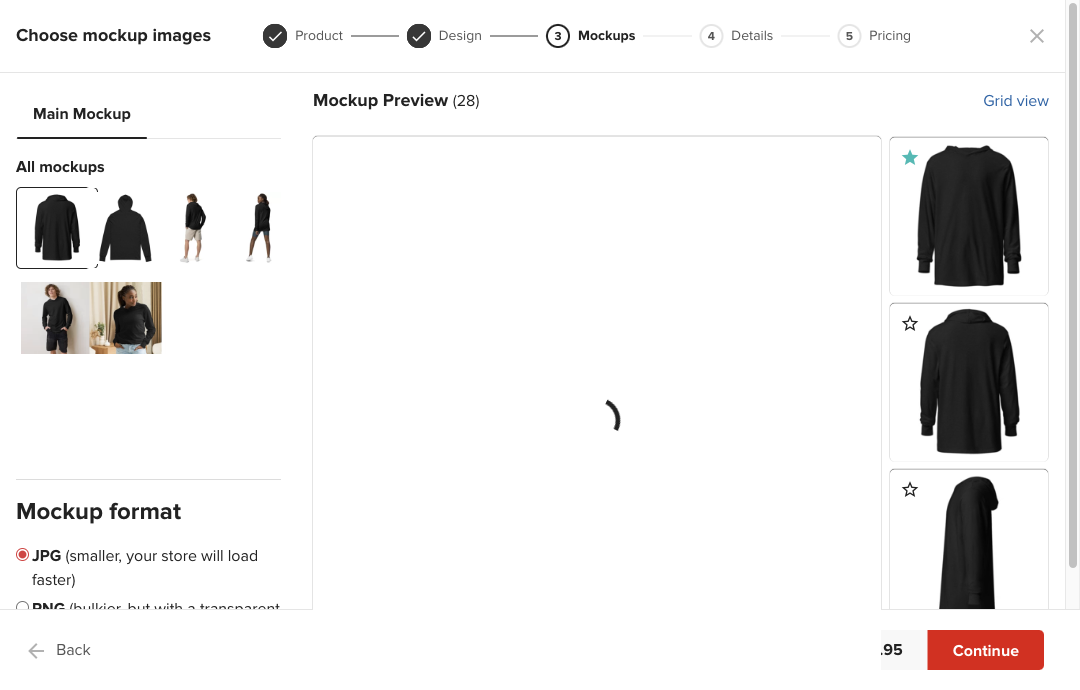 Choose mockup images
Product
Design
3 Mockups
4 Details
5 Pricing
Main Mockup
All mockups
Mockup Preview (28)
Grid view
Mockup format
JPG (smaller, your store will load
faster)
PNG (bulkier, but with a transparent
Back
.95
Continue